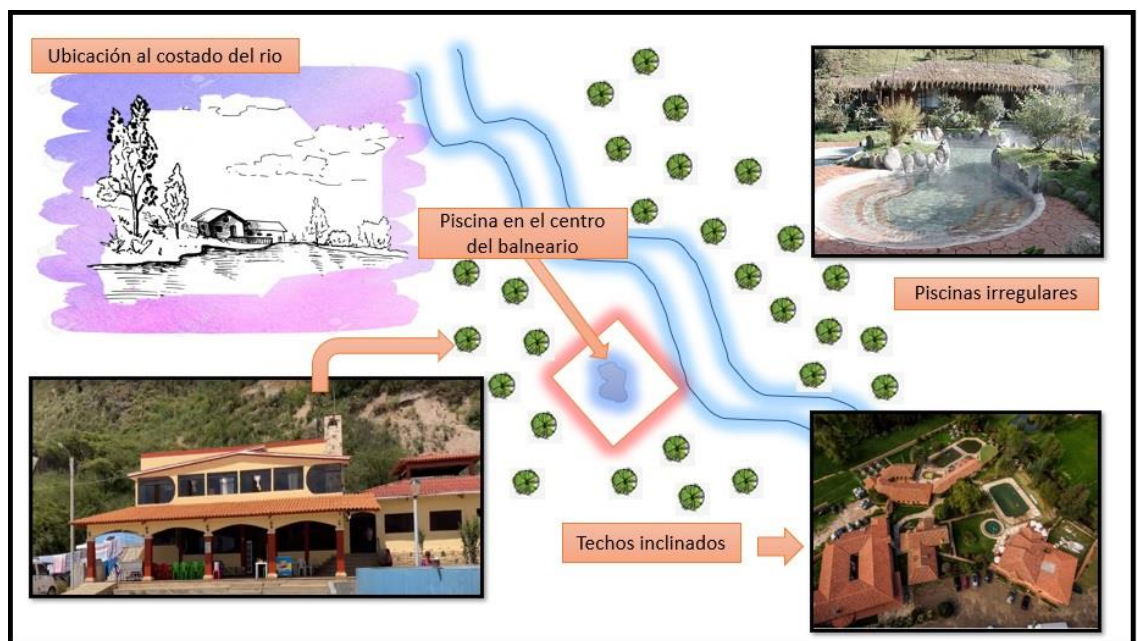 Ubicación al costado del rio
Piscina en el centro
del balneario
Piscinas irregulares
Techos inclinados